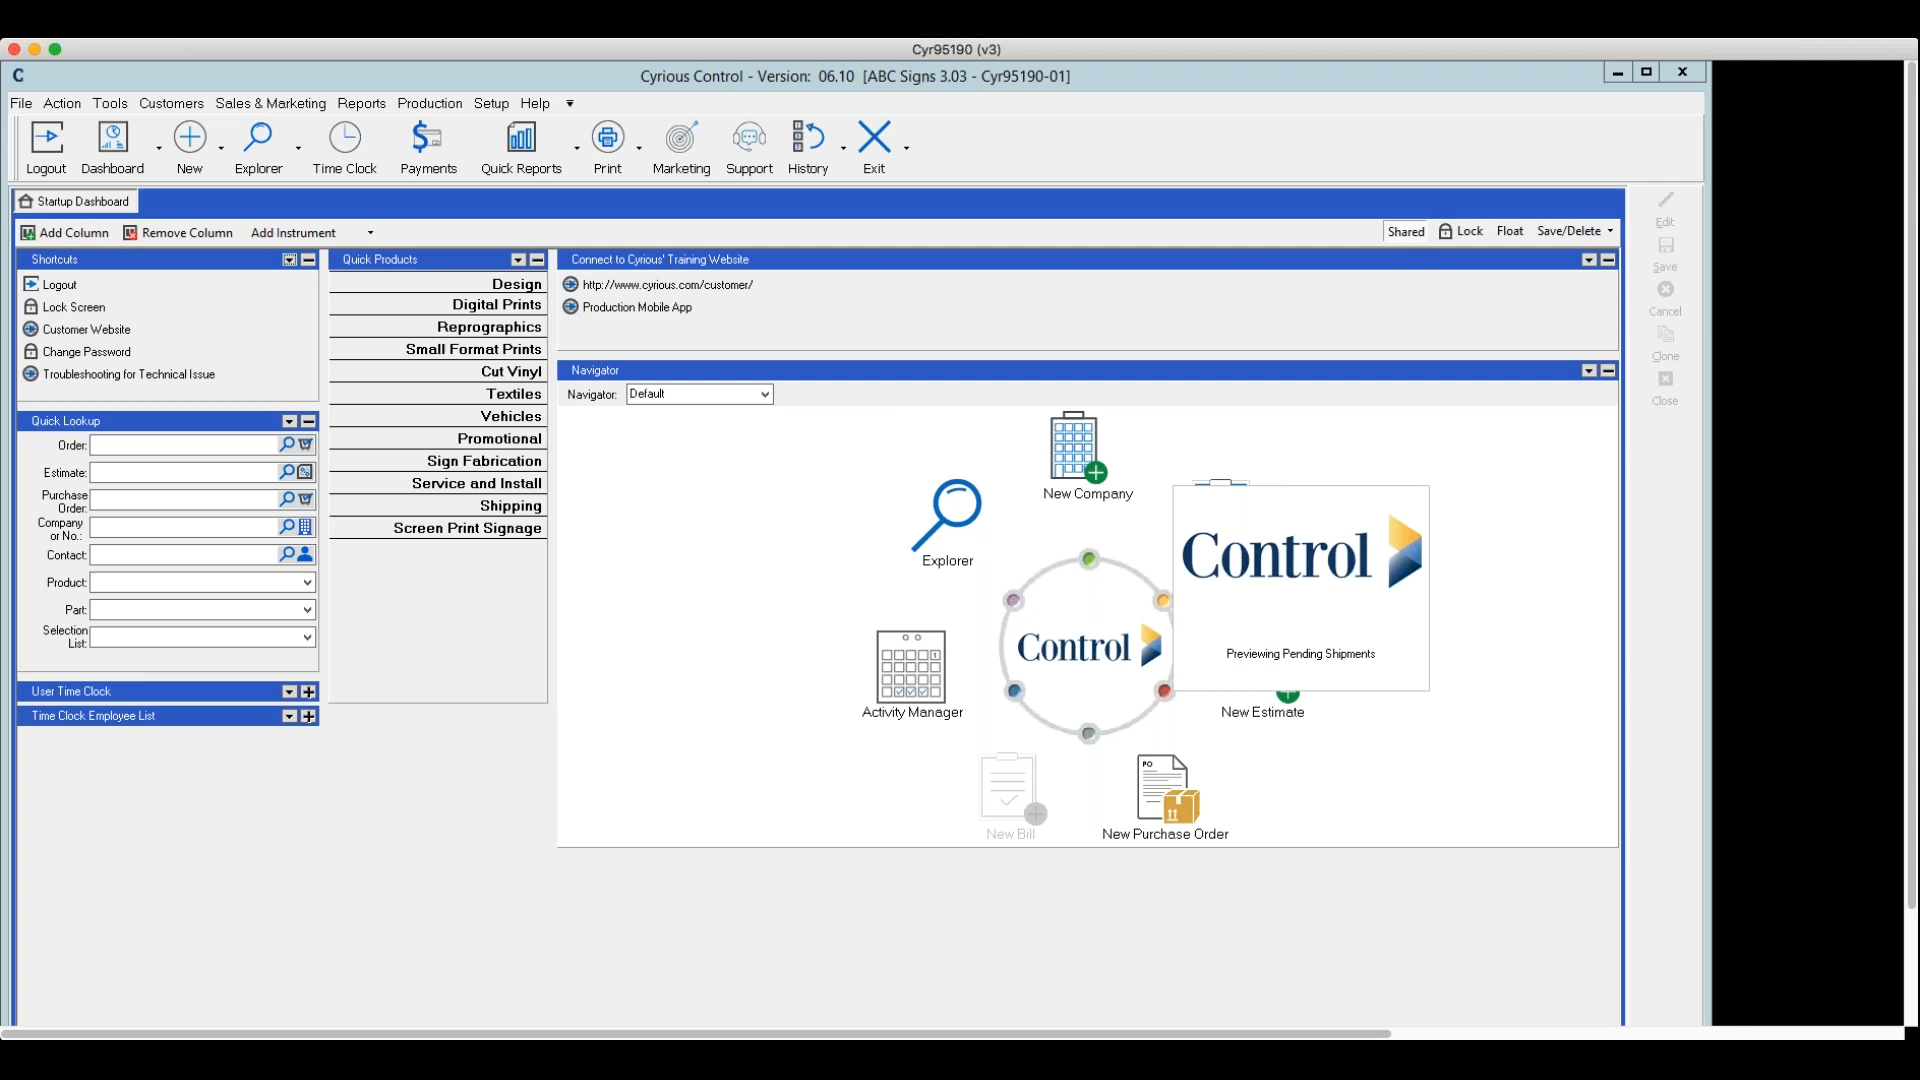 Cyr95190 (v3)
C
Cyrious Control - Version: 06.10 [ABC Signs 3.03 - Cyr95190-01]
File Action Tools Customers Sales & Marketing Reports Production Setup Help
Logout Dashboard New Explorer Time Clock Payments Quick Reports Print Marketing Support History Exit
Startup Dashboard
Add Column Remove Column Add Instrument
Shared Lock Float Save/Delete
Edit
Save
Cancel
Clone
Close
Shortcuts
Logout
Lock Screen
Customer Website
Change Password
Troubleshooting for Technical Issue
Quick Lookup
Order:
Estimate:
Purchase
Order:
Company
or No.:
Contact:
Product:
Part:
Selection
List:
User Time Clock
Time Clock Employee List
Quick Products
Design
Digital Prints
Reprographics
Small Format Prints
Cut Vinyl
Textiles
Vehicles
Promotional
Sign Fabrication
Service and Install
Shipping
Screen Print Signage
Connect to Cyrious' Training Website
http://www.cyrious.com/customer/
Production Mobile App
Navigator
Navigator: Default
New Company
Explorer
Control
Control
Previewing Pending Shipments
Activity Manager
New Estimate
PO
New Bill
New Purchase Order